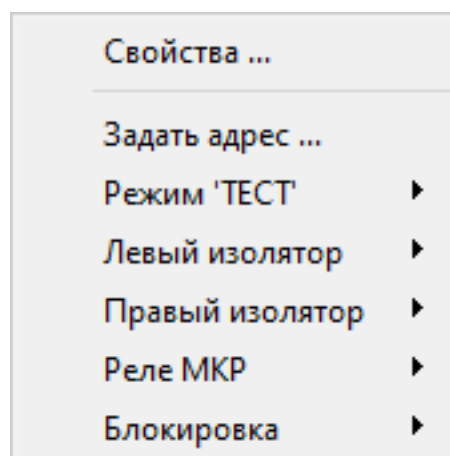 Свойства ...
Задать адрес ...
Режим 'ТЕСТ'
Левый изолятор
Правый изолятор
Реле МКР
Блокировка